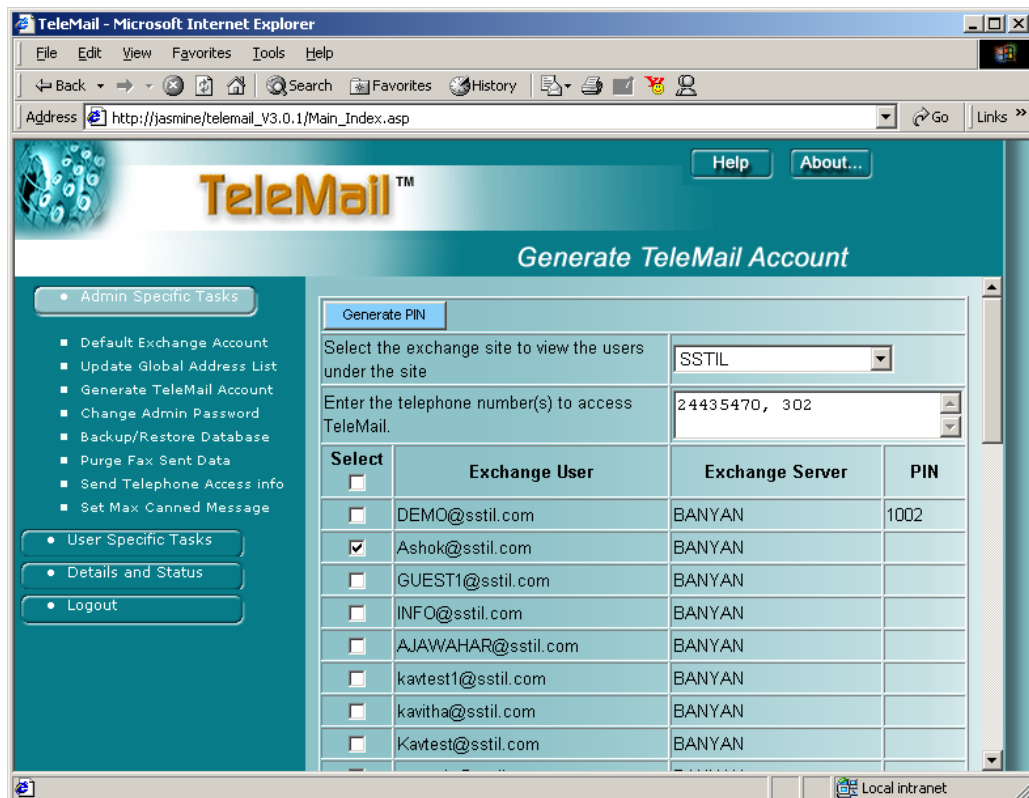 TeleMail - Microsoft Internet Explorer
File Edit View Favorites Tools Help
Back Search Favorites History
Address http://jasmine/telemail_V3.0.1/Main_Index.asp Go Links »
Help About...
TeleMail™
Generate TeleMail Account
Admin Specific Tasks
Default Exchange Account
Update Global Address List
Generate TeleMail Account
Change Admin Password
Backup/Restore Database
Purge Fax Sent Data
Send Telephone Access info
Set Max Canned Message
User Specific Tasks
Details and Status
Logout
Generate PIN
Select the exchange site to view the users
under the site
SSTIL
Enter the telephone number(s) to access
TeleMail.
24435470, 302
Select Exchange User Exchange Server PIN
DEMO@sstil.com BANYAN 1002
Ashok@sstil.com BANYAN
GUEST1@sstil.com BANYAN
INFO@sstil.com BANYAN
AJAWAHAR@sstil.com BANYAN
kavtest1@sstil.com BANYAN
kavitha@sstil.com BANYAN
Kavtest@sstil.com BANYAN
Local intranet